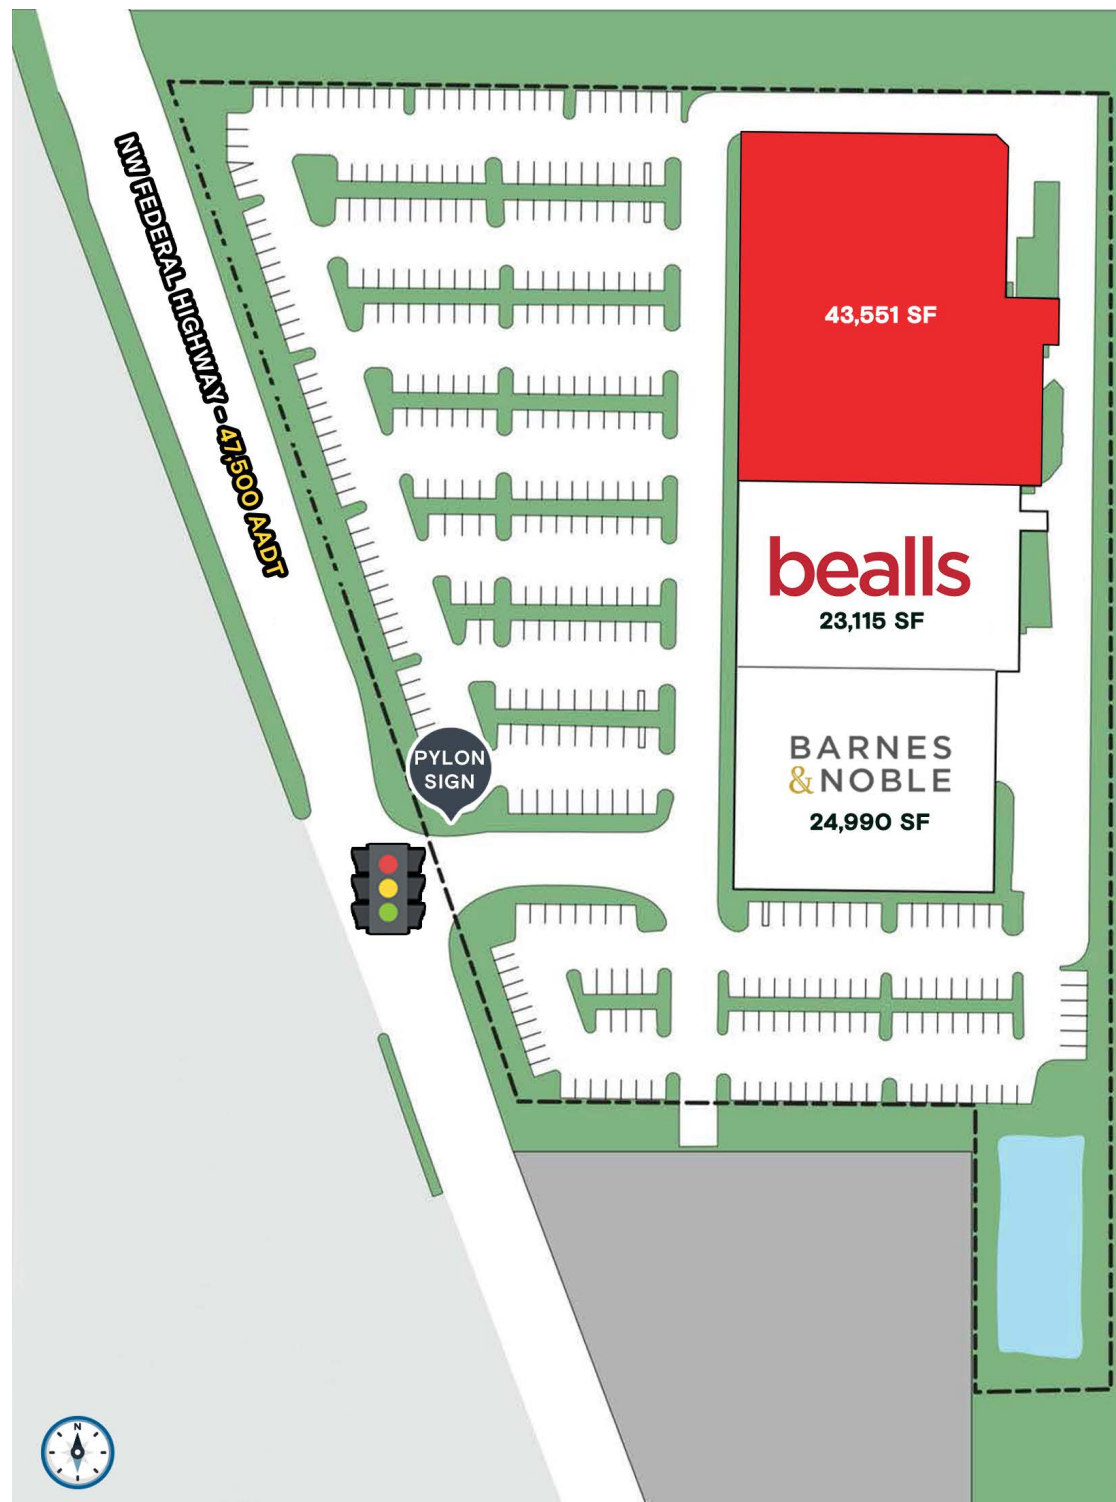 NW FEDERAL HIGHWAY - 47,500 AADT
43,551 SF
bealls
23,115 SF
BARNES
& NOBLE
24,990 SF
PYLON
SIGN
N